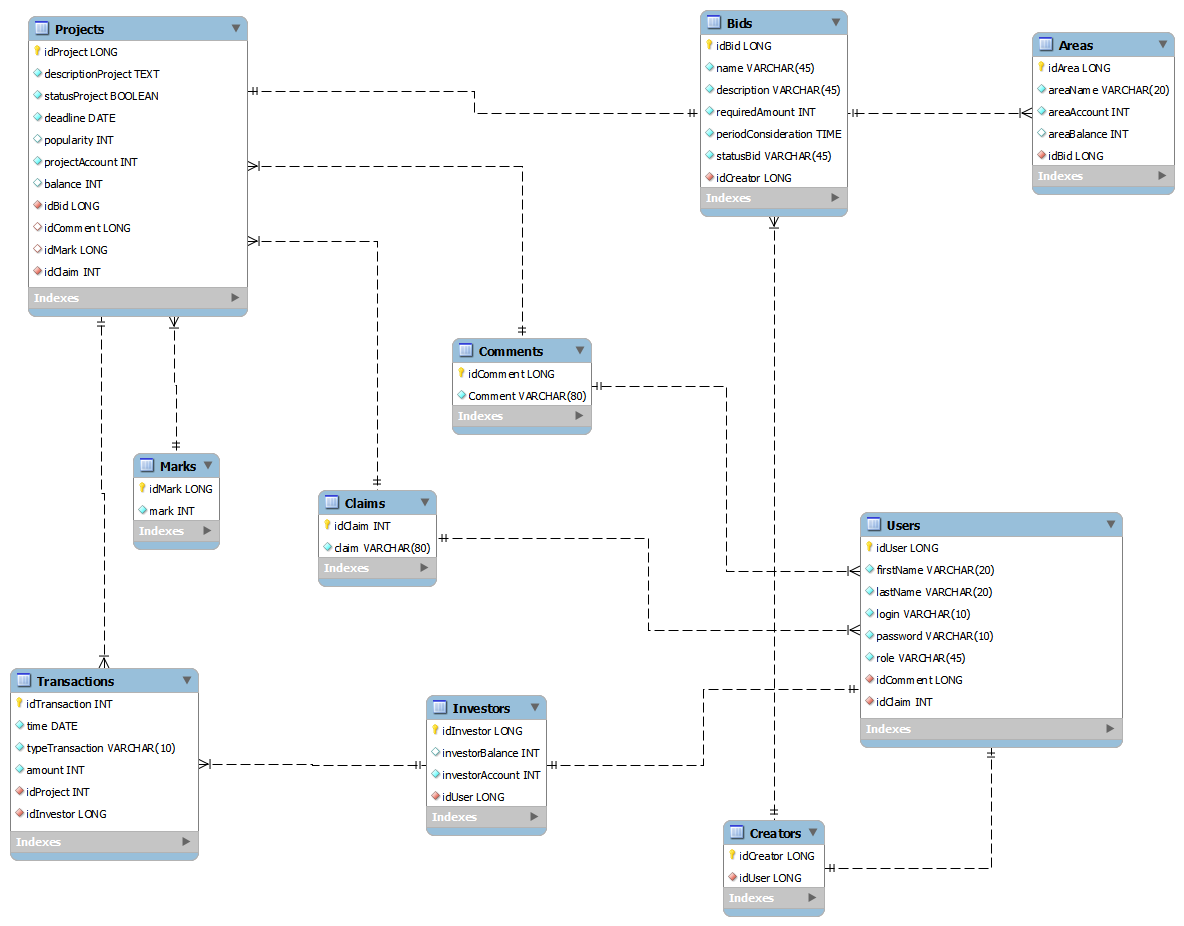 Projects
idProject LONG
descriptionProject TEXT
statusProject BOOLEAN
deadline DATE
popularity INT
projectAccount INT
balance INT
idBid LONG
idComment LONG
idMark LONG
idClaim INT
Indexes
Bids
idBid LONG
name VARCHAR(45)
description VARCHAR(45)
requiredAmount INT
periodConsideration TIME
statusBid VARCHAR(45)
idCreator LONG
Indexes
Areas
idArea LONG
areaName VARCHAR(20)
areaAccount INT
areaBalance INT
idBid LONG
Indexes
Comments
idComment LONG
Comment VARCHAR(80)
Indexes
Marks
idMark LONG
mark INT
Indexes
Claims
idClaim INT
claim VARCHAR(80)
Indexes
Users
idUser LONG
firstName VARCHAR(20)
lastName VARCHAR(20)
login VARCHAR(10)
password VARCHAR(10)
role VARCHAR(45)
idComment LONG
idClaim INT
Indexes
Transactions
idTransaction INT
time DATE
typeTransaction VARCHAR(10)
amount INT
idProject INT
idInvestor LONG
Indexes
Investors
idInvestor LONG
investorBalance INT
investorAccount INT
idUser LONG
Indexes
Creators
idCreator LONG
idUser LONG
Indexes